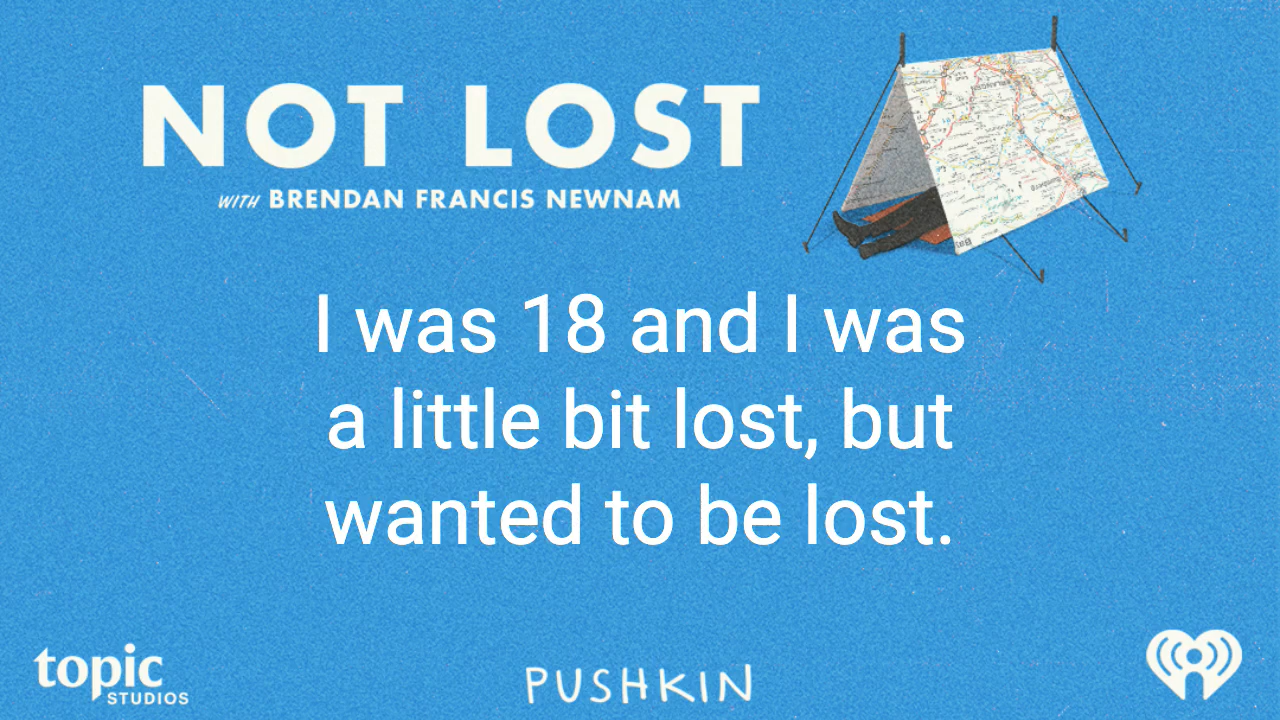 NOT LOST
WITH BRENDAN FRANCIS NEWNAM
I was 18 and I was
a little bit lost, but
wanted to be lost.
topic
STUDIOS
PUSHKIN